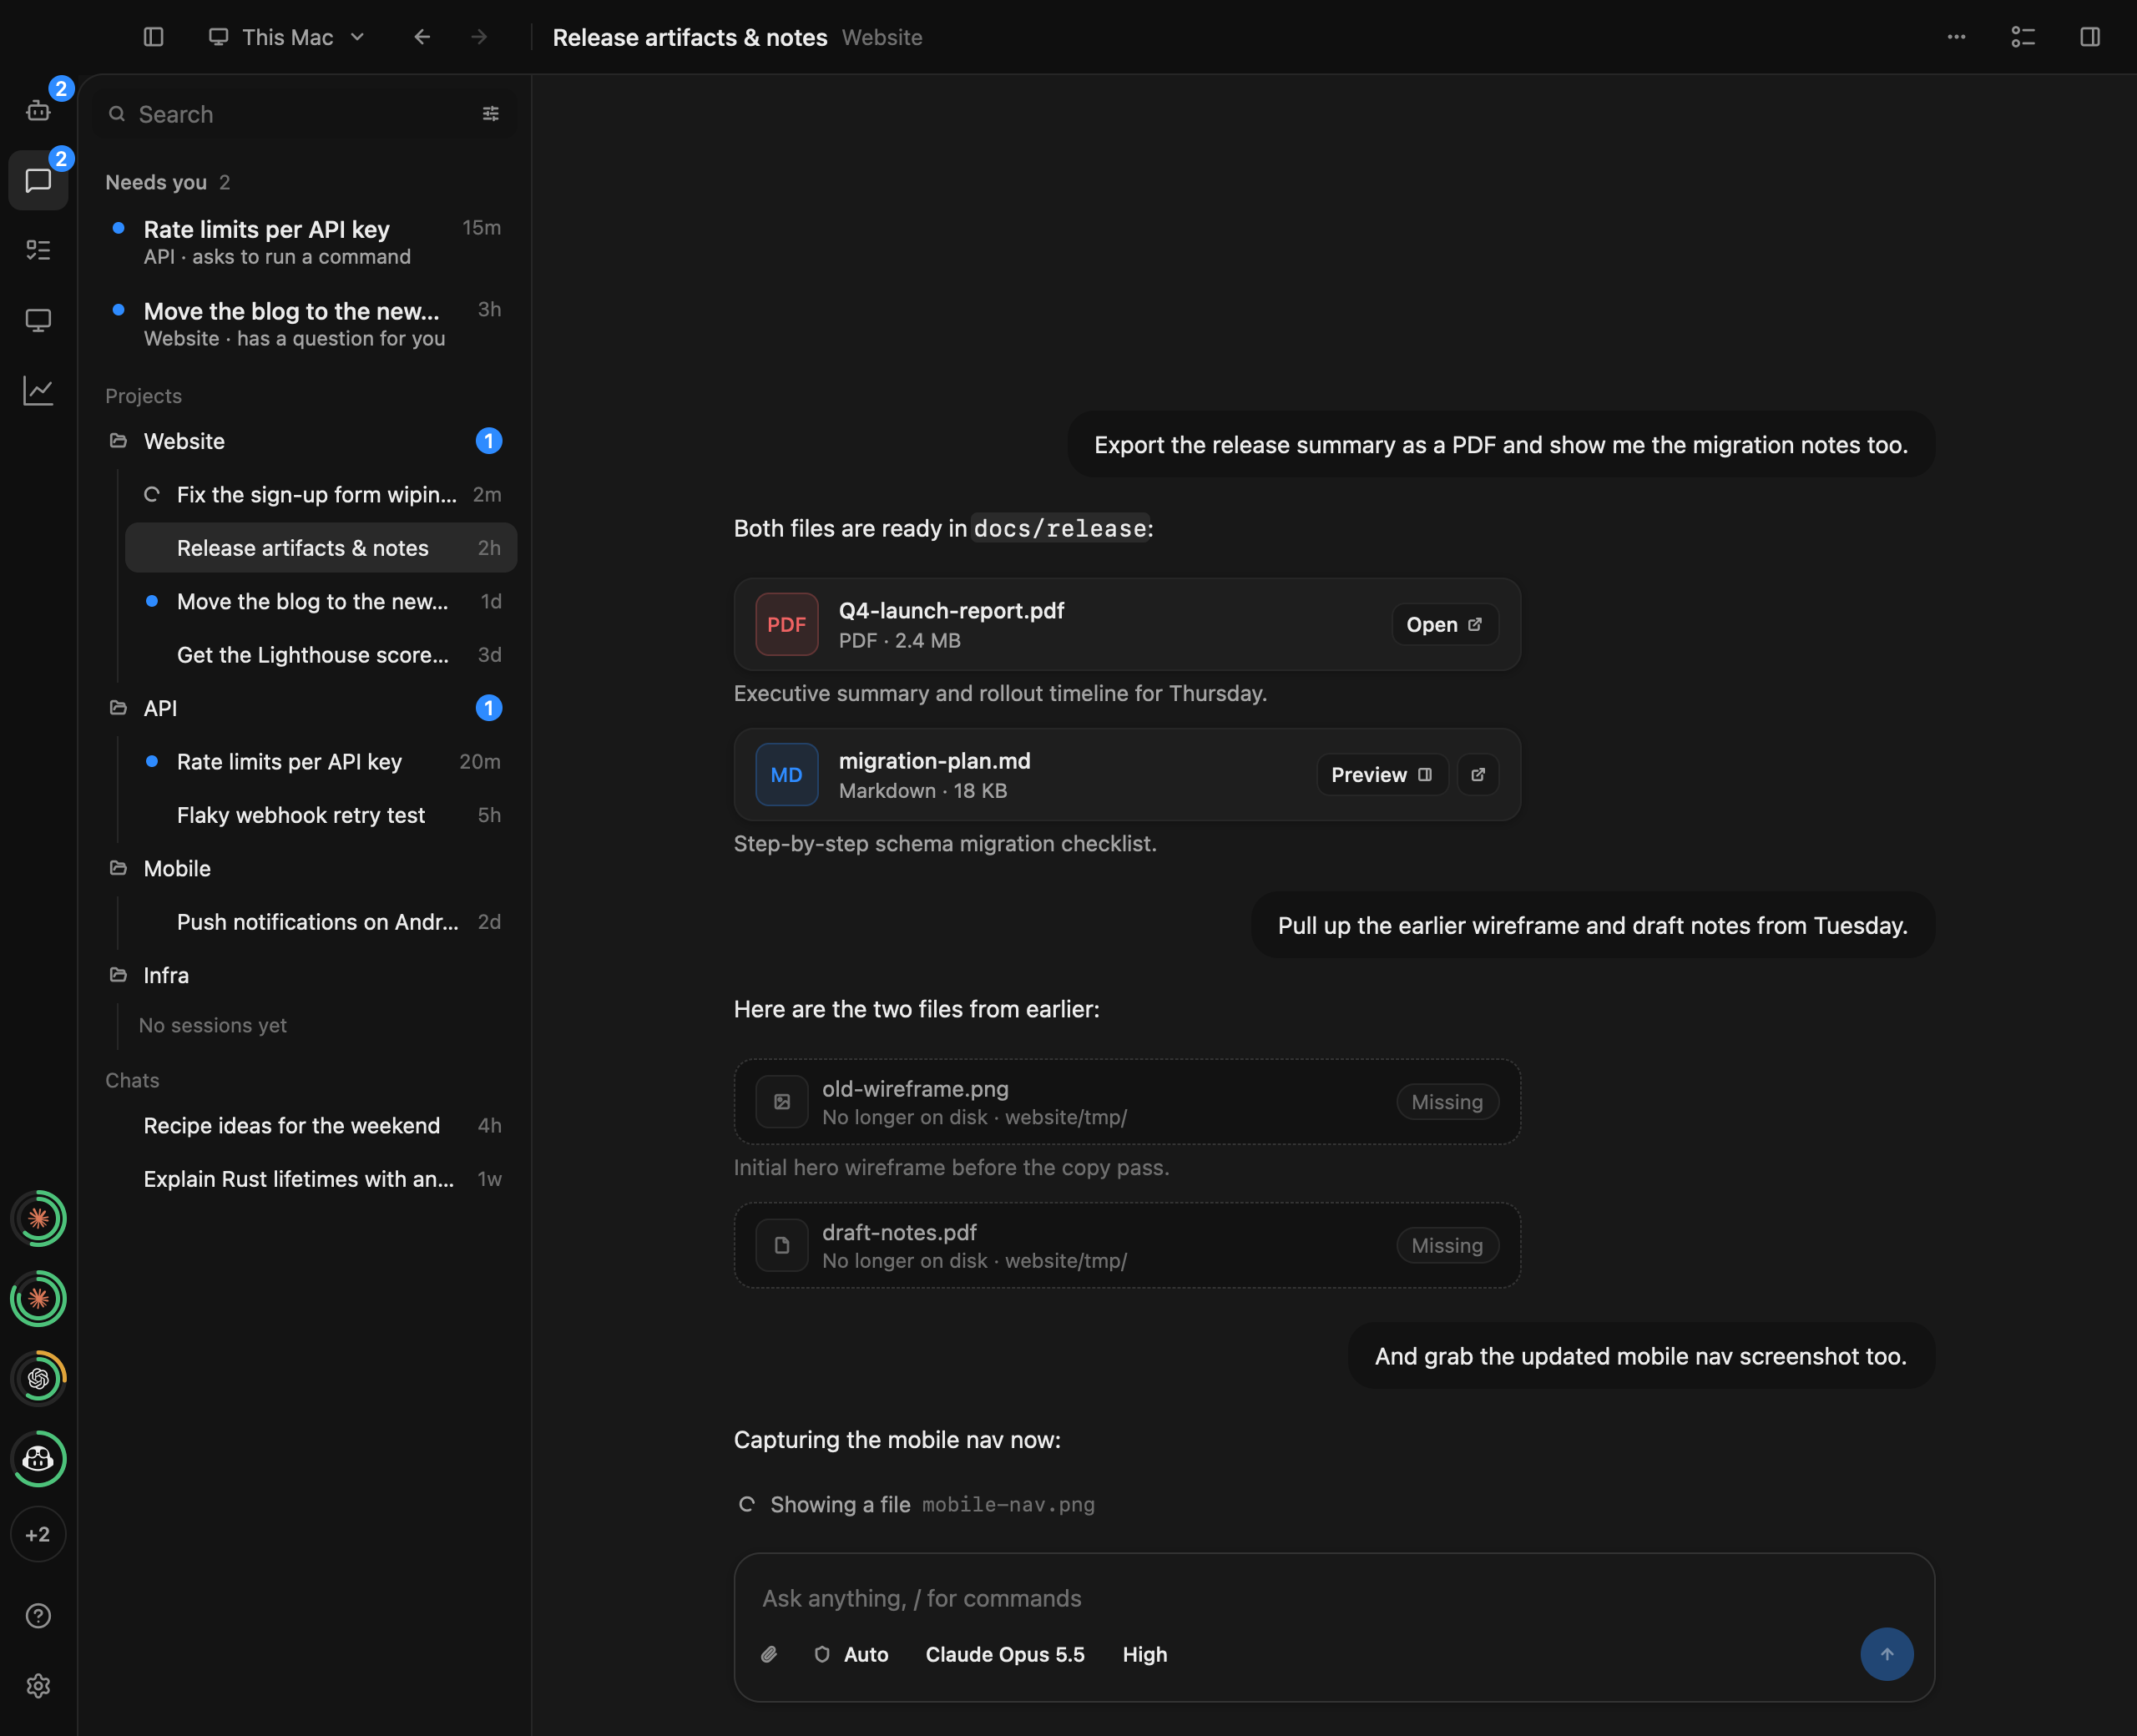 This Mac
Release artifacts & notes Website
2
2
Search
Needs you 2
Rate limits per API key 15m
API · asks to run a command
Move the blog to the new... 3h
Website · has a question for you
Projects
Website 1
Fix the sign-up form wipin... 2m
Release artifacts & notes 2h
Move the blog to the new... 1d
Get the Lighthouse score... 3d
API 1
Rate limits per API key 20m
Flaky webhook retry test 5h
Mobile
Push notifications on Andr... 2d
Infra
No sessions yet
Chats
Recipe ideas for the weekend 4h
Explain Rust lifetimes with an... 1w
+2
Export the release summary as a PDF and show me the migration notes too.
Both files are ready in docs/release:
PDF
Q4-launch-report.pdf
PDF · 2.4 MB
Open
Executive summary and rollout timeline for Thursday.
MD
migration-plan.md
Markdown · 18 KB
Preview
Step-by-step schema migration checklist.
Pull up the earlier wireframe and draft notes from Tuesday.
Here are the two files from earlier:
old-wireframe.png
No longer on disk · website/tmp/
Missing
Initial hero wireframe before the copy pass.
draft-notes.pdf
No longer on disk · website/tmp/
Missing
And grab the updated mobile nav screenshot too.
Capturing the mobile nav now:
Showing a file mobile-nav.png
Ask anything, / for commands
Auto Claude Opus 5.5 High